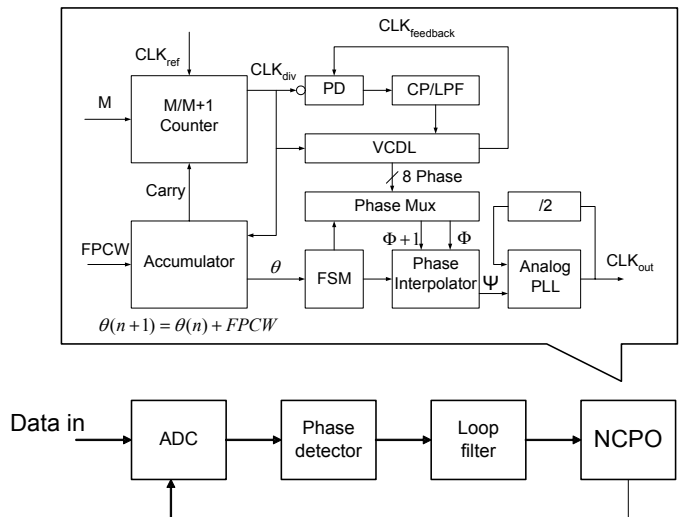 CLK_feedback
CLK_ref
CLK_div
M
M/M+1
Counter
PD
CP/LPF
VCDL
8 Phase
Carry
Phase Mux
/2
Φ+1
Φ
FPCW
Accumulator
θ
FSM
Phase
Interpolator
Ψ
Analog
PLL
CLK_out
θ(n+1) = θ(n) + FPCW
Data in
ADC
Phase
detector
Loop
filter
NCPO